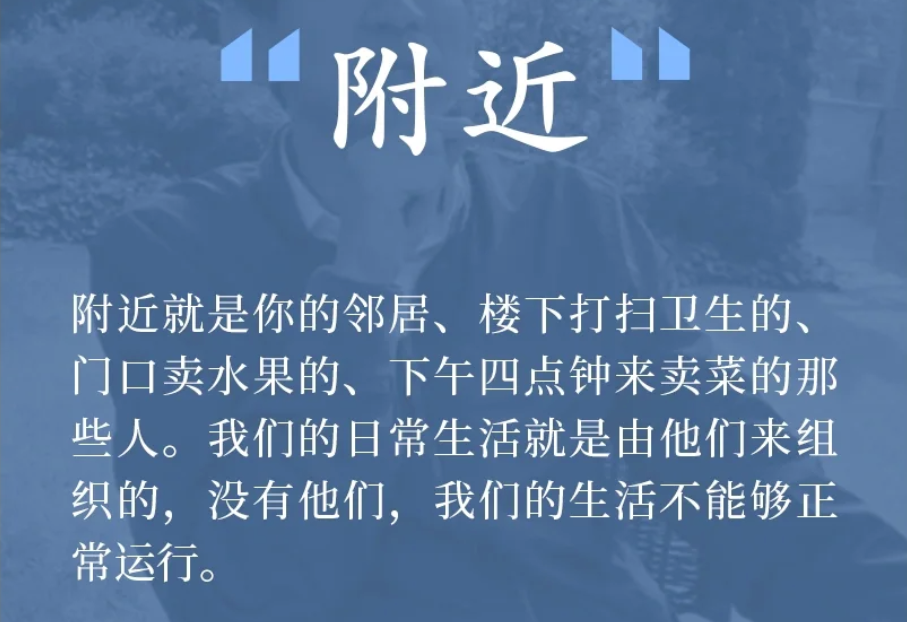 “附近”
附近就是你的邻居、楼下打扫卫生的、
门口卖水果的、下午四点钟来卖菜的那
些人。我们的日常生活就是由他们来组
织的，没有他们，我们的生活不能够正
常运行。